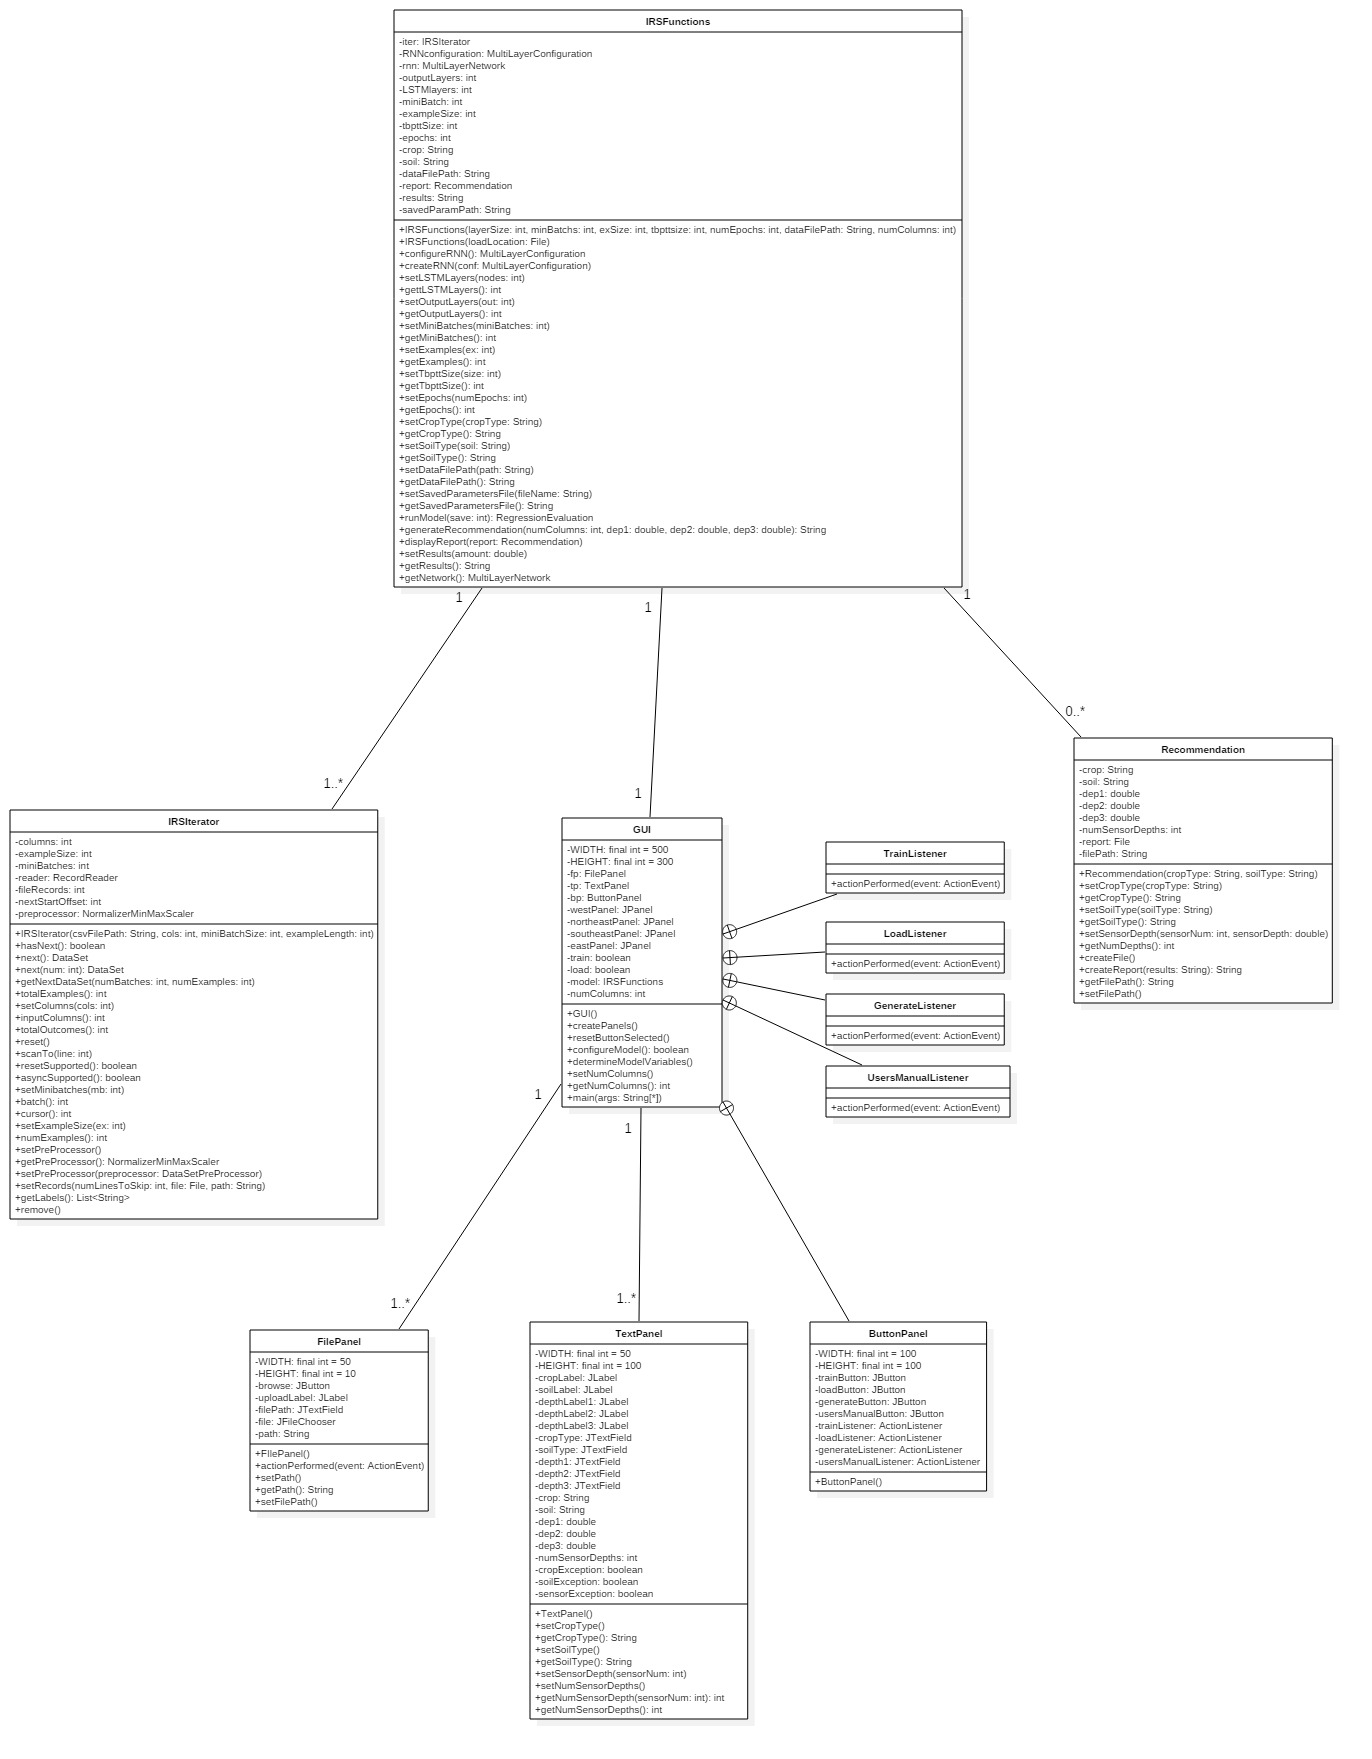 IRSFunctions
-iter: IRSIterator
-RNNconfiguration: MultiLayerConfiguration
-rnn: MultiLayerNetwork
-outputLayers: int
-LSTMlayers: int
-miniBatch: int
-exampleSize: int
-tbpttSize: int
-epochs: int
-crop: String
-soil: String
-dataFilePath: String
-report: Recommendation
-results: String
-savedParamPath: String
+IRSFunctions(layerSize: int, minBatchs: int, exSize: int, tbpttsize: int, numEpochs: int, dataFilePath: String, numColumns: int)
+IRSFunctions(loadLocation: File)
+configureRNN(): MultiLayerConfiguration
+createRNN(conf: MultiLayerConfiguration)
+setLSTMLayers(nodes: int)
+gettLSTMLayers(): int
+setOutputLayers(out: int)
+getOutputLayers(): int
+setMiniBatches(miniBatches: int)
+getMiniBatches(): int
+setExamples(ex: int)
+getExamples(): int
+setTbpttSize(size: int)
+getTbpttSize(): int
+setEpochs(numEpochs: int)
+getEpochs(): int
+setCropType(cropType: String)
+getCropType(): String
+setSoilType(soil: String)
+getSoilType(): String
+setDataFilePath(path: String)
+getDataFilePath(): String
+setSavedParametersFile(fileName: String)
+getSavedParametersFile(): String
+runModel(save: int): RegressionEvaluation
+generateRecommendation(numColumns: int, dep1: double, dep2: double, dep3: double): String
+displayReport(report: Recommendation)
+setResults(amount: double)
+getResults(): String
+getNetwork(): MultiLayerNetwork
1
1
1
1..*
1
0..*
IRSIterator
-columns: int
-exampleSize: int
-miniBatches: int
-reader: RecordReader
-fileRecords: int
-nextStartOffset: int
-preprocessor: NormalizerMinMaxScaler
+IRSIterator(csvFilePath: String, cols: int, miniBatchSize: int, exampleLength: int)
+hasNext(): boolean
+next(): DataSet
+next(num: int): DataSet
+getNextDataSet(numBatches: int, numExamples: int)
+totalExamples(): int
+setColumns(cols: int)
+inputColumns(): int
+totalOutcomes(): int
+reset()
+scanTo(line: int)
+resetSupported(): boolean
+asyncSupported(): boolean
+setMinibatches(mb: int)
+batch(): int
+cursor(): int
+setExampleSize(ex: int)
+numExamples(): int
+setPreProcessor()
+getPreProcessor(): NormalizerMinMaxScaler
+setPreProcessor(preprocessor: DataSetPreProcessor)
+setRecords(numLinesToSkip: int, file: File, path: String)
+getLabels(): List<String>
+remove()
GUI
-WIDTH: final int = 500
-HEIGHT: final int = 300
-fp: FilePanel
-tp: TextPanel
-bp: ButtonPanel
-westPanel: JPanel
-northeastPanel: JPanel
-southeastPanel: JPanel
-eastPanel: JPanel
-train: boolean
-load: boolean
-model: IRSFunctions
-numColumns: int
+GUI()
+createPanels()
+resetButtonSelected()
+configureModel(): boolean
+determineModelVariables()
+setNumColumns()
+getNumColumns(): int
+main(args: String[*])
TrainListener
+actionPerformed(event: ActionEvent)
LoadListener
+actionPerformed(event: ActionEvent)
GenerateListener
+actionPerformed(event: ActionEvent)
UsersManualListener
+actionPerformed(event: ActionEvent)
Recommendation
-crop: String
-soil: String
-dep1: double
-dep2: double
-dep3: double
-numSensorDepths: int
-report: File
-filePath: String
+Recommendation(cropType: String, soilType: String)
+setCropType(cropType: String)
+getCropType(): String
+setSoilType(soilType: String)
+getSoilType(): String
+setSensorDepth(sensorNum: int, sensorDepth: double)
+getNumDepths(): int
+createFile()
+createReport(results: String): String
+getFilePath(): String
+setFilePath()
1
1
1..*
1..*
FilePanel
-WIDTH: final int = 50
-HEIGHT: final int = 10
-browse: JButton
-uploadLabel: JLabel
-filePath: JTextField
-file: JFileChooser
-path: String
+FIlePanel()
+actionPerformed(event: ActionEvent)
+setPath()
+getPath(): String
+setFilePath()
TextPanel
-WIDTH: final int = 50
-HEIGHT: final int = 100
-cropLabel: JLabel
-soilLabel: JLabel
-depthLabel1: JLabel
-depthLabel2: JLabel
-depthLabel3: JLabel
-cropType: JTextField
-soilType: JTextField
-depth1: JTextField
-depth2: JTextField
-depth3: JTextField
-crop: String
-soil: String
-dep1: double
-dep2: double
-dep3: double
-numSensorDepths: int
-cropException: boolean
-soilException: boolean
-sensorException: boolean
+TextPanel()
+setCropType()
+getCropType(): String
+setSoilType()
+getSoilType(): String
+setSensorDepth(sensorNum: int)
+setNumSensorDepths()
+getNumSensorDepth(sensorNum: int): int
+getNumSensorDepths(): int
ButtonPanel
-WIDTH: final int = 100
-HEIGHT: final int = 100
-trainButton: JButton
-loadButton: JButton
-generateButton: JButton
-usersManualButton: JButton
-trainListener: ActionListener
-loadListener: ActionListener
-generateListener: ActionListener
-usersManualListener: ActionListener
+ButtonPanel()